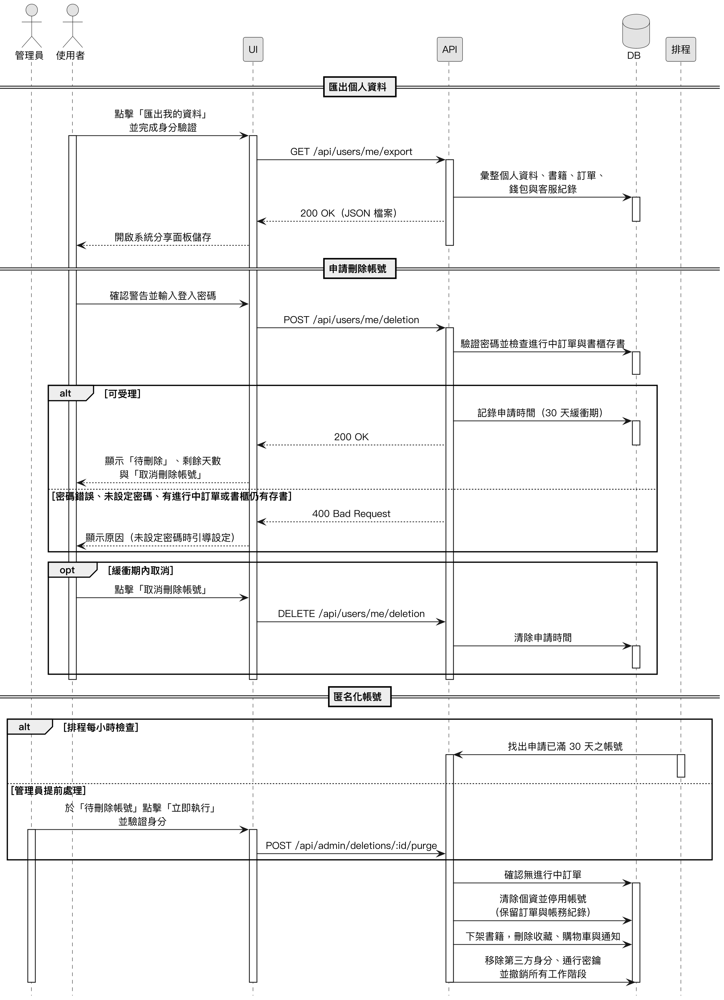 管理員
使用者
UI
API
DB
排程
匯出個人資料
點擊「匯出我的資料」
並完成身分驗證
GET /api/users/me/export
彙整個人資料、書籍、訂單、
錢包與客服紀錄
200 OK（JSON 檔案）
開啟系統分享面板儲存
申請刪除帳號
確認警告並輸入登入密碼
POST /api/users/me/deletion
驗證密碼並檢查進行中訂單與書櫃存書
alt [可受理]
記錄申請時間（30 天緩衝期）
200 OK
顯示「待刪除」、剩餘天數
與「取消刪除帳號」
[密碼錯誤、未設定密碼、有進行中訂單或書櫃仍有存書]
400 Bad Request
顯示原因（未設定密碼時引導設定）
opt [緩衝期內取消]
點擊「取消刪除帳號」
DELETE /api/users/me/deletion
清除申請時間
匿名化帳號
alt [排程每小時檢查]
找出申請已滿 30 天之帳號
[管理員提前處理]
於「待刪除帳號」點擊「立即執行」
並驗證身分
POST /api/admin/deletions/:id/purge
確認無進行中訂單
清除個資並停用帳號
（保留訂單與帳務紀錄）
下架書籍，刪除收藏、購物車與通知
移除第三方身分、通行密鑰
並撤銷所有工作階段